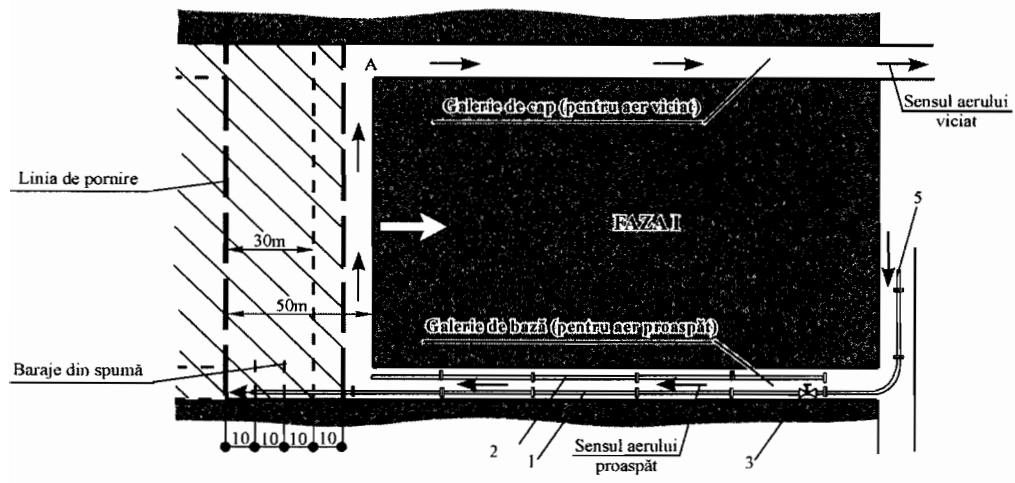 A
Galerie de cap (pentru aer viciat)
Sensul aerului
viciat
Linia de pornire
5
FAZA I
30m
50m
Galerie de bază (pentru aer proaspăt)
Baraje din spumă
10 10 10 10
2
1
Sensul aerului
proaspăt
3